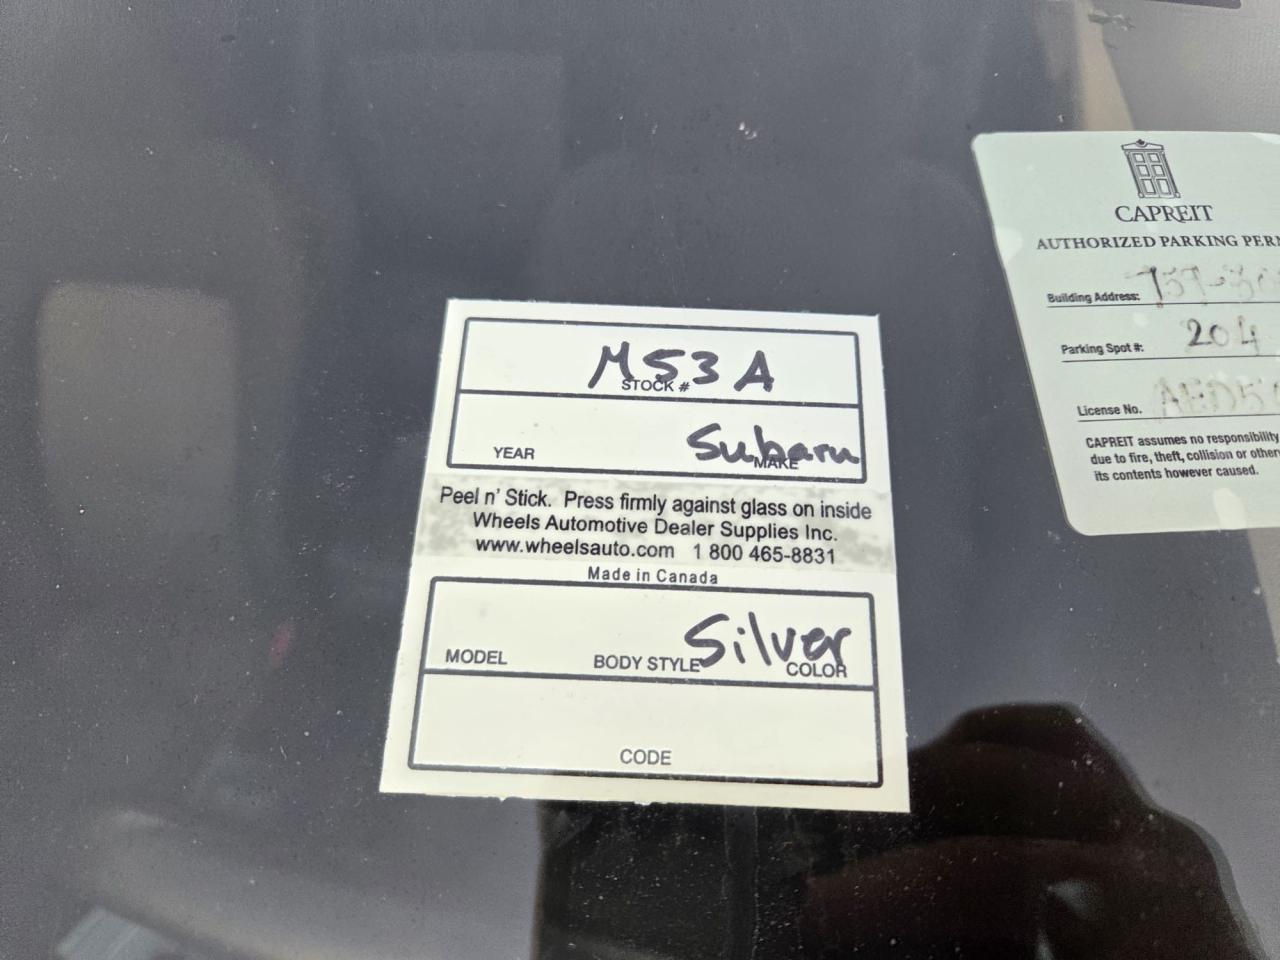 M53A
STOCK #
Subaru
YEAR MAKE
Peel n' Stick. Press firmly against glass on inside
Wheels Automotive Dealer Supplies Inc.
www.wheelsauto.com 1 800 465-8831
Made in Canada
Silver
MODEL BODY STYLE COLOR
CODE
CAPREIT
AUTHORIZED PARKING
Building Address:
Parking Spot #: 204
License No.
CAPREIT assumes no responsibility
due to fire, theft, collision or
its contents however caused.